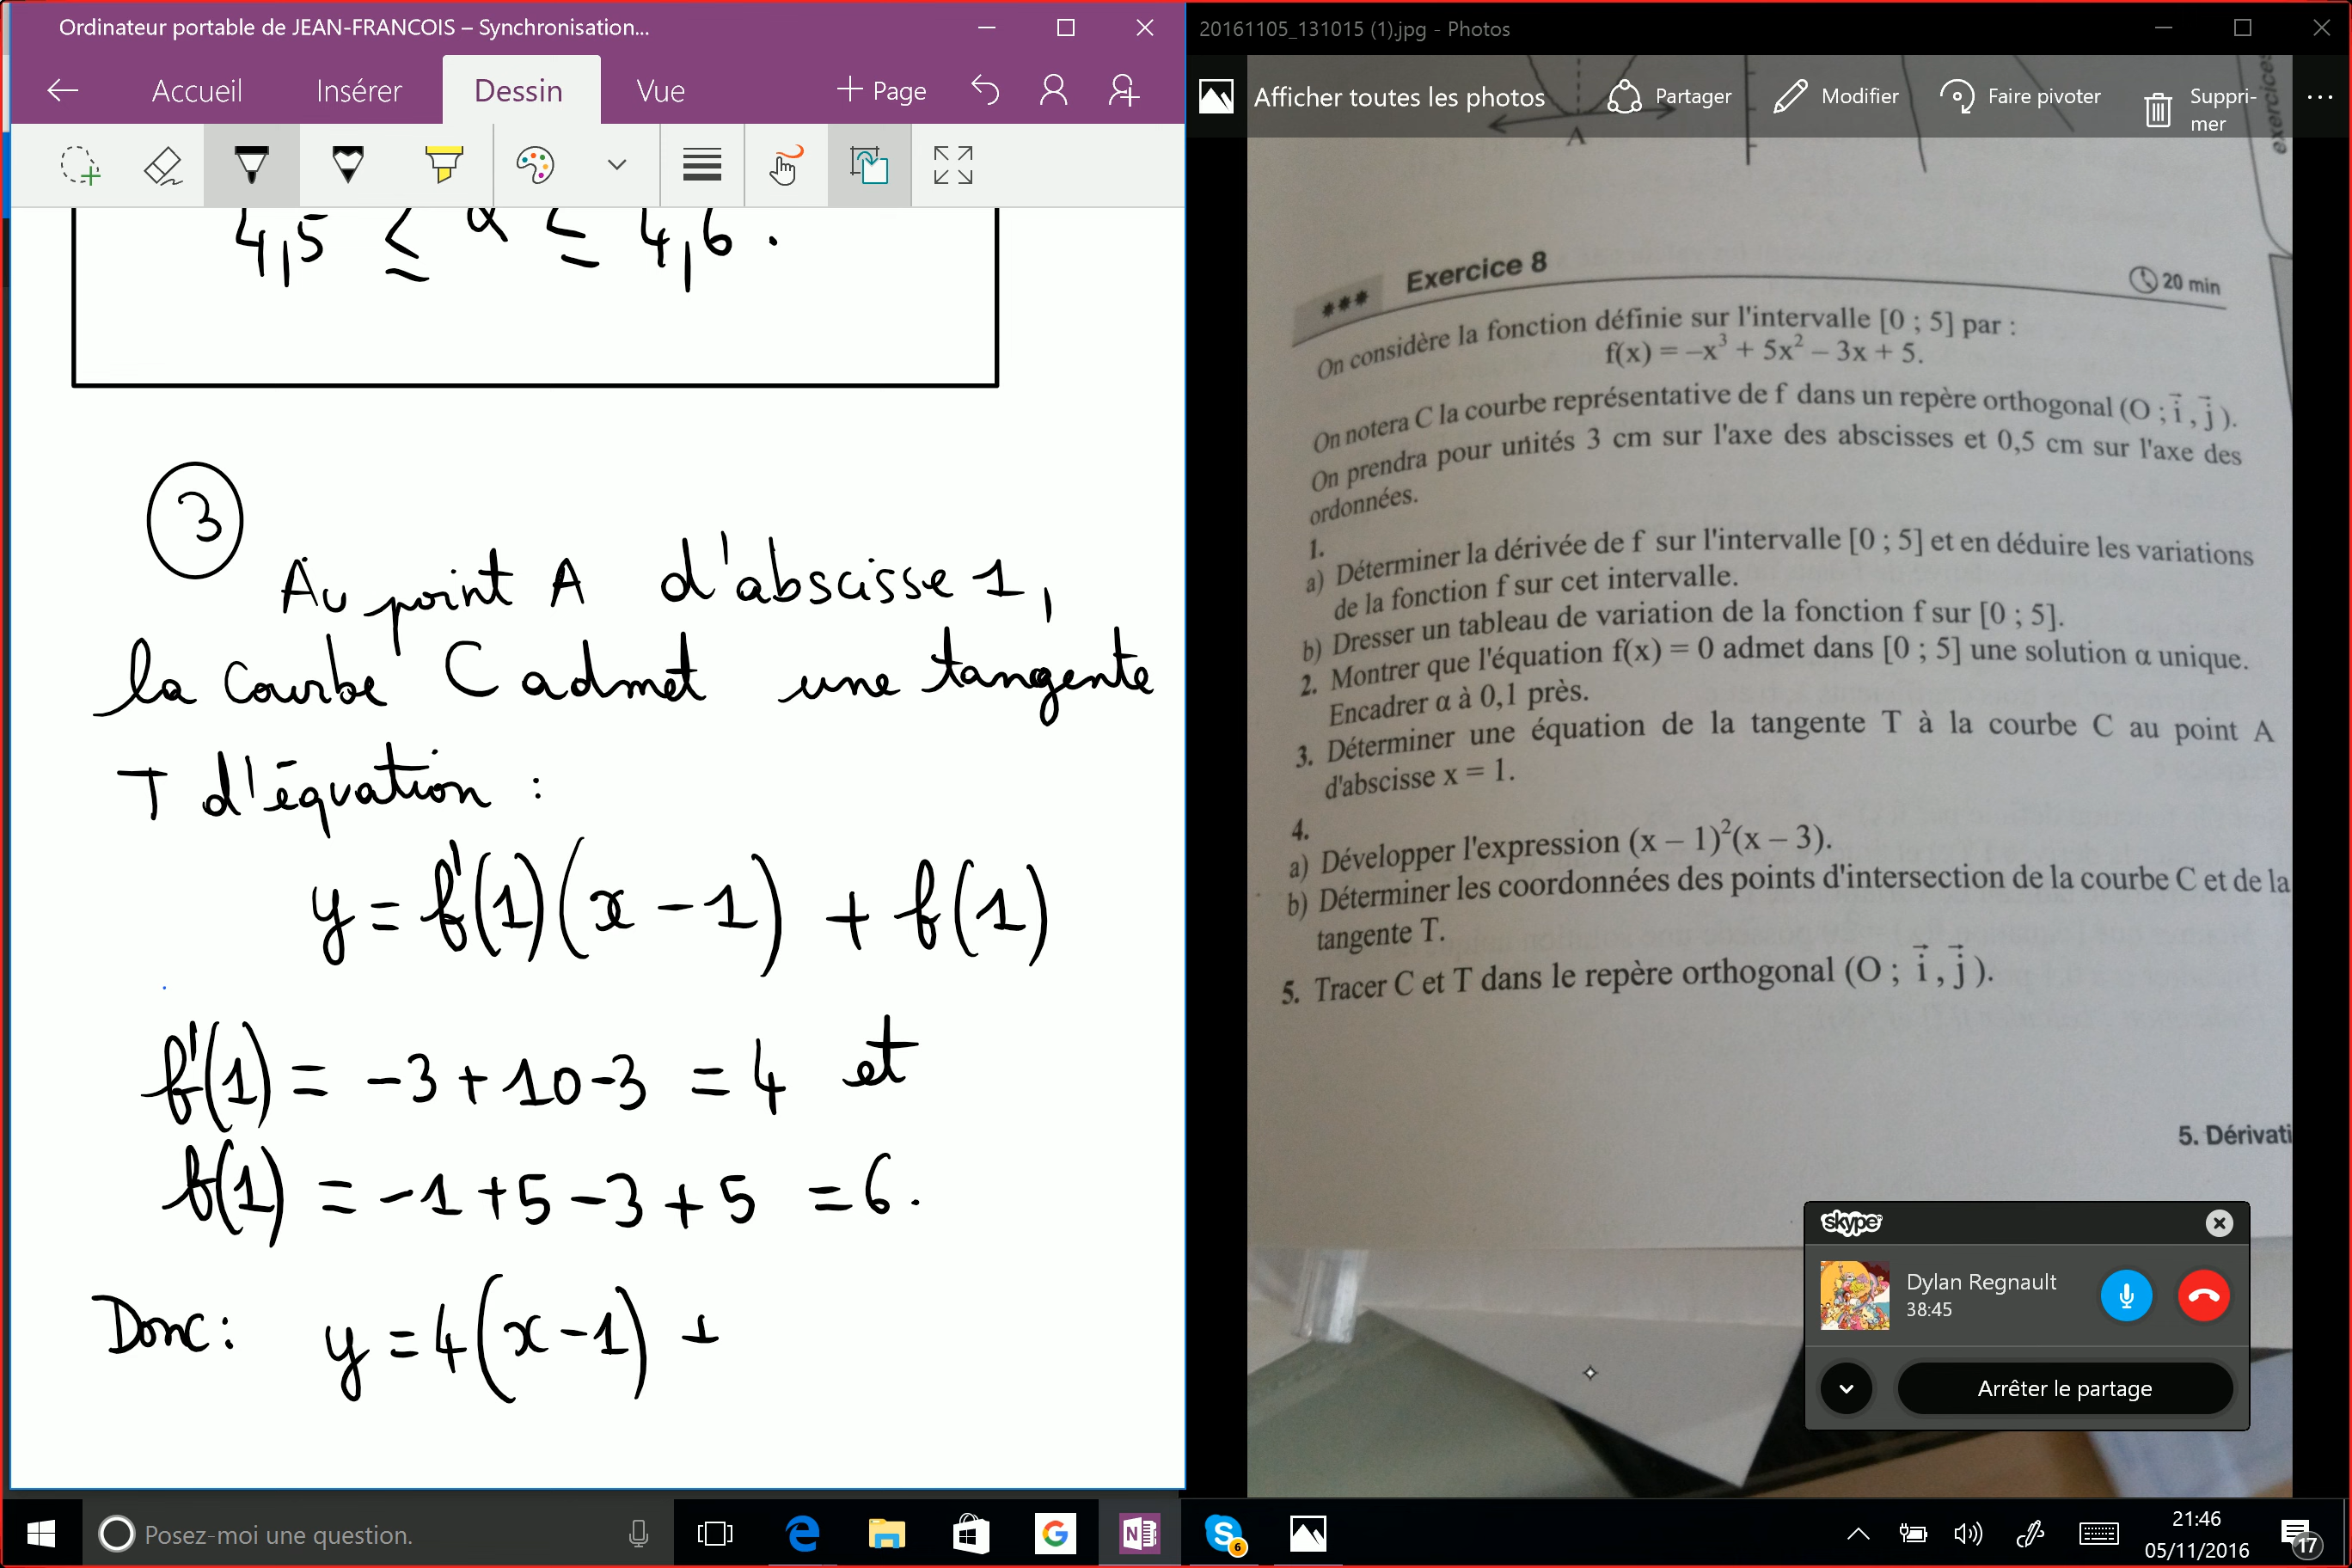 Ordinateur portable de JEAN-FRANCOIS – Synchronisation...
Accueil Insérer Dessin Vue Page
4,5 ≤ α ≤ 4,6 .
3
Au point A d'abscisse 1,
la courbe C admet une tangente
T d'équation :
y = f'(1)(x - 1) + f(1)
f'(1) = -3 + 10 - 3 = 4 et
f(1) = -1 + 5 - 3 + 5 = 6.
Donc : y = 4(x - 1) +
20161105_131015 (1).jpg - Photos
Afficher toutes les photos Partager Modifier Faire pivoter Suppri-
mer
A
exercices
*** Exercice 8 20 min
On considère la fonction définie sur l'intervalle [0 ; 5] par :
f(x) = –x³ + 5x² – 3x + 5.
On notera C la courbe représentative de f dans un repère orthogonal (O ; i⃗ , j⃗ ).
On prendra pour unités 3 cm sur l'axe des abscisses et 0,5 cm sur l'axe des
ordonnées.
1.
a) Déterminer la dérivée de f sur l'intervalle [0 ; 5] et en déduire les variations
de la fonction f sur cet intervalle.
b) Dresser un tableau de variation de la fonction f sur [0 ; 5].
2. Montrer que l'équation f(x) = 0 admet dans [0 ; 5] une solution α unique.
Encadrer α à 0,1 près.
3. Déterminer une équation de la tangente T à la courbe C au point A
d'abscisse x = 1.
4.
a) Développer l'expression (x – 1)²(x – 3).
b) Déterminer les coordonnées des points d'intersection de la courbe C et de la
tangente T.
5. Tracer C et T dans le repère orthogonal (O ; i⃗ , j⃗ ).
5. Dérivati
skype
Dylan Regnault
38:45
Arrêter le partage
Posez-moi une question.
N
S
6
21:46
05/11/2016
17